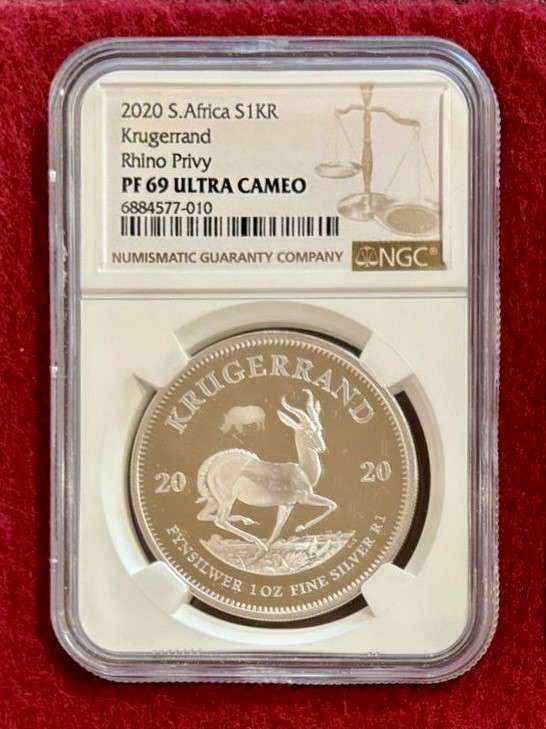 2020 S.Africa S1KR
Krugerrand
Rhino Privy
PF 69 ULTRA CAMEO
6884577-010
NUMISMATIC GUARANTY COMPANY
NGC®
KRUGERRAND
20 20
FYNSILWER 1 OZ FINE SILVER R1